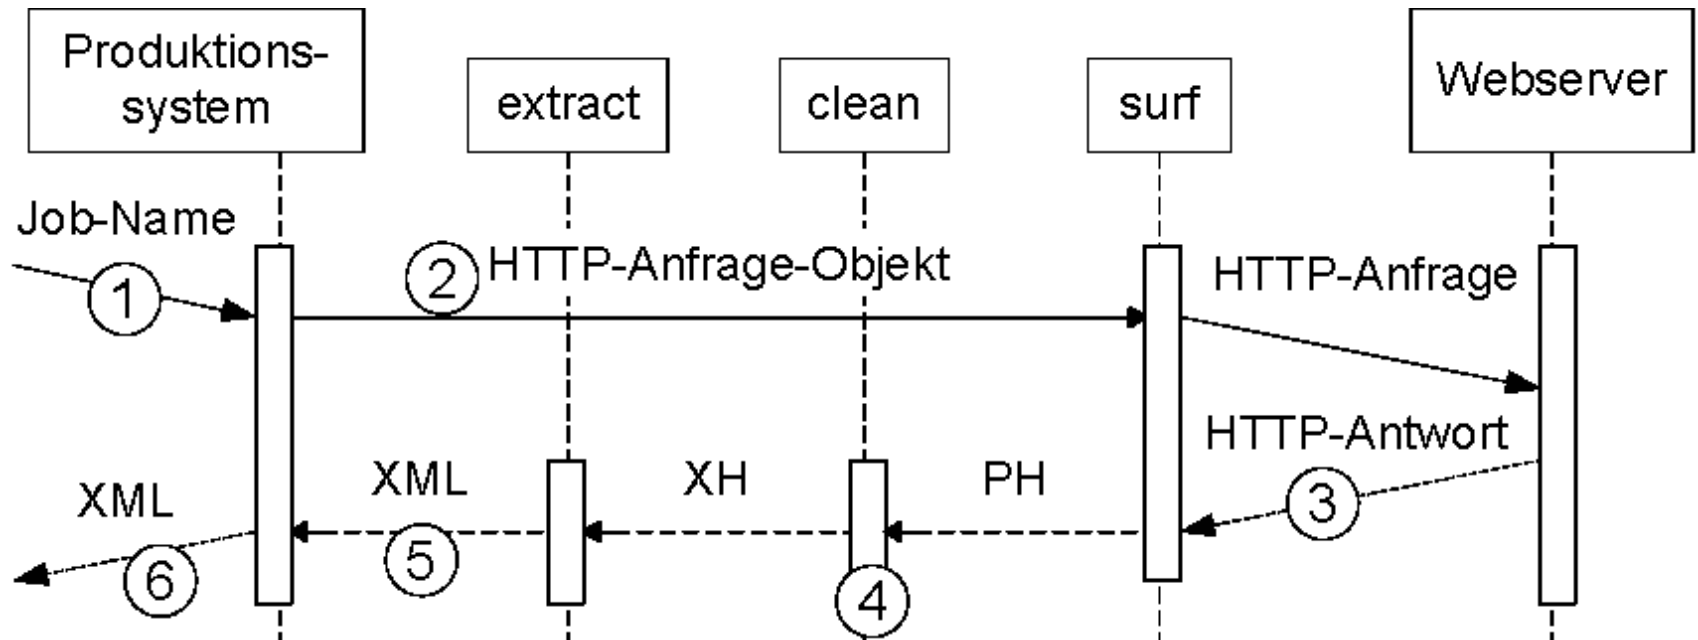 Produktions-
system
extract
clean
surf
Webserver
Job-Name
1
2
HTTP-Anfrage-Objekt
HTTP-Anfrage
HTTP-Antwort
3
XML
XML
XH
PH
6
5
4